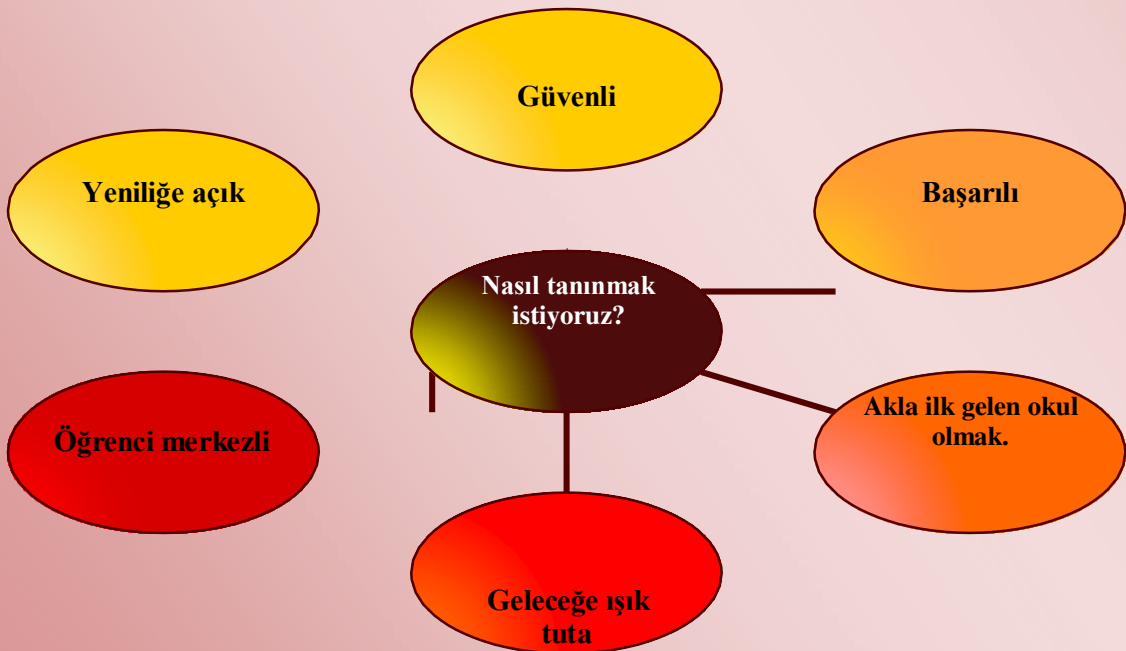 Güvenli
Yeniliğe açık
Başarılı
Nasıl tanınmak
istiyoruz?
Öğrenci merkezli
Akla ilk gelen okul
olmak.
Geleceğe ışık
tuta